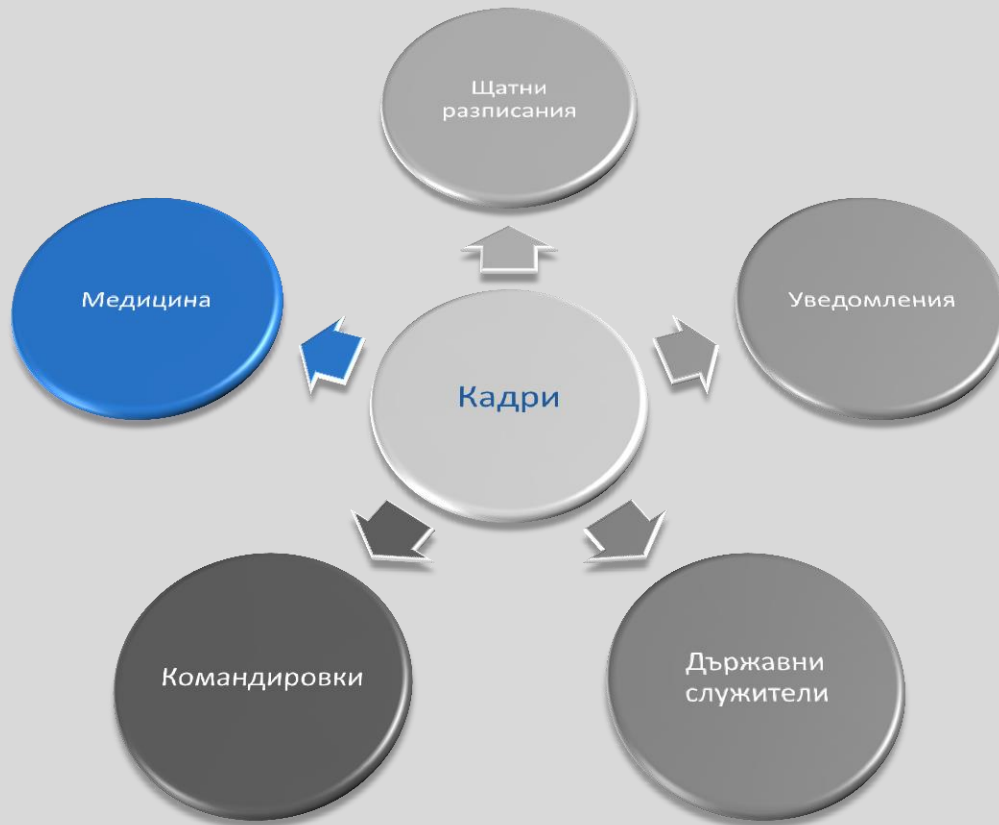 Щатни
разписания
Медицина
Уведомления
Кадри
Командировки
Държавни
служители